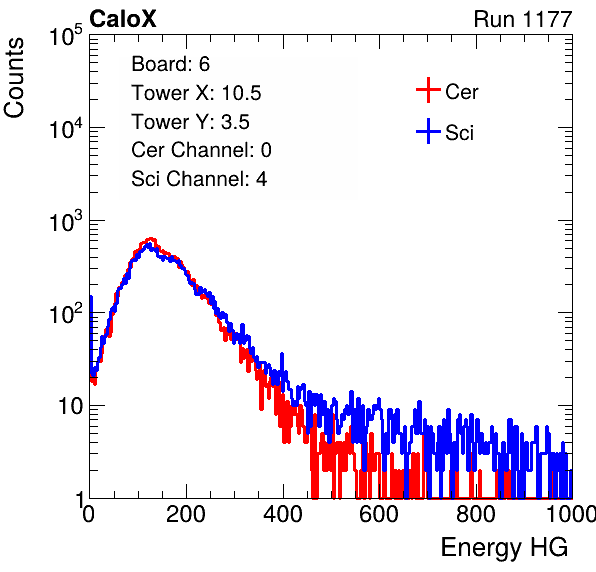 CaloX Run 1177
Counts
10^5
10^4
10^3
10^2
10
1
Board: 6
Tower X: 10.5
Tower Y: 3.5
Cer Channel: 0
Sci Channel: 4
Cer
Sci
0 200 400 600 800 1000
Energy HG